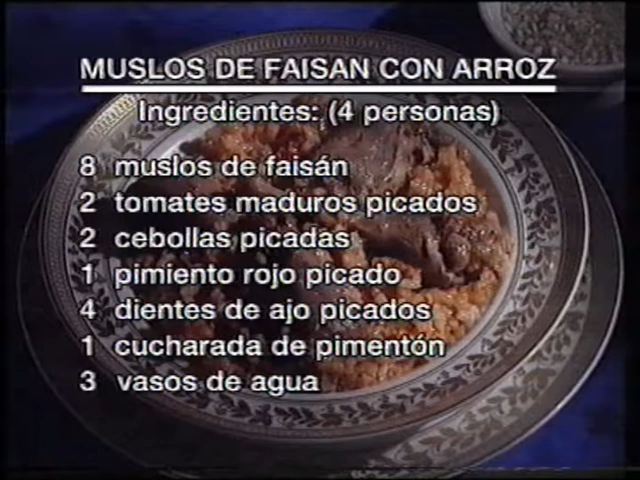 MUSLOS DE FAISAN CON ARROZ
Ingredientes: (4 personas)
8 muslos de faisán
2 tomates maduros picados
2 cebollas picadas
1 pimiento rojo picado
4 dientes de ajo picados
1 cucharada de pimentón
3 vasos de agua